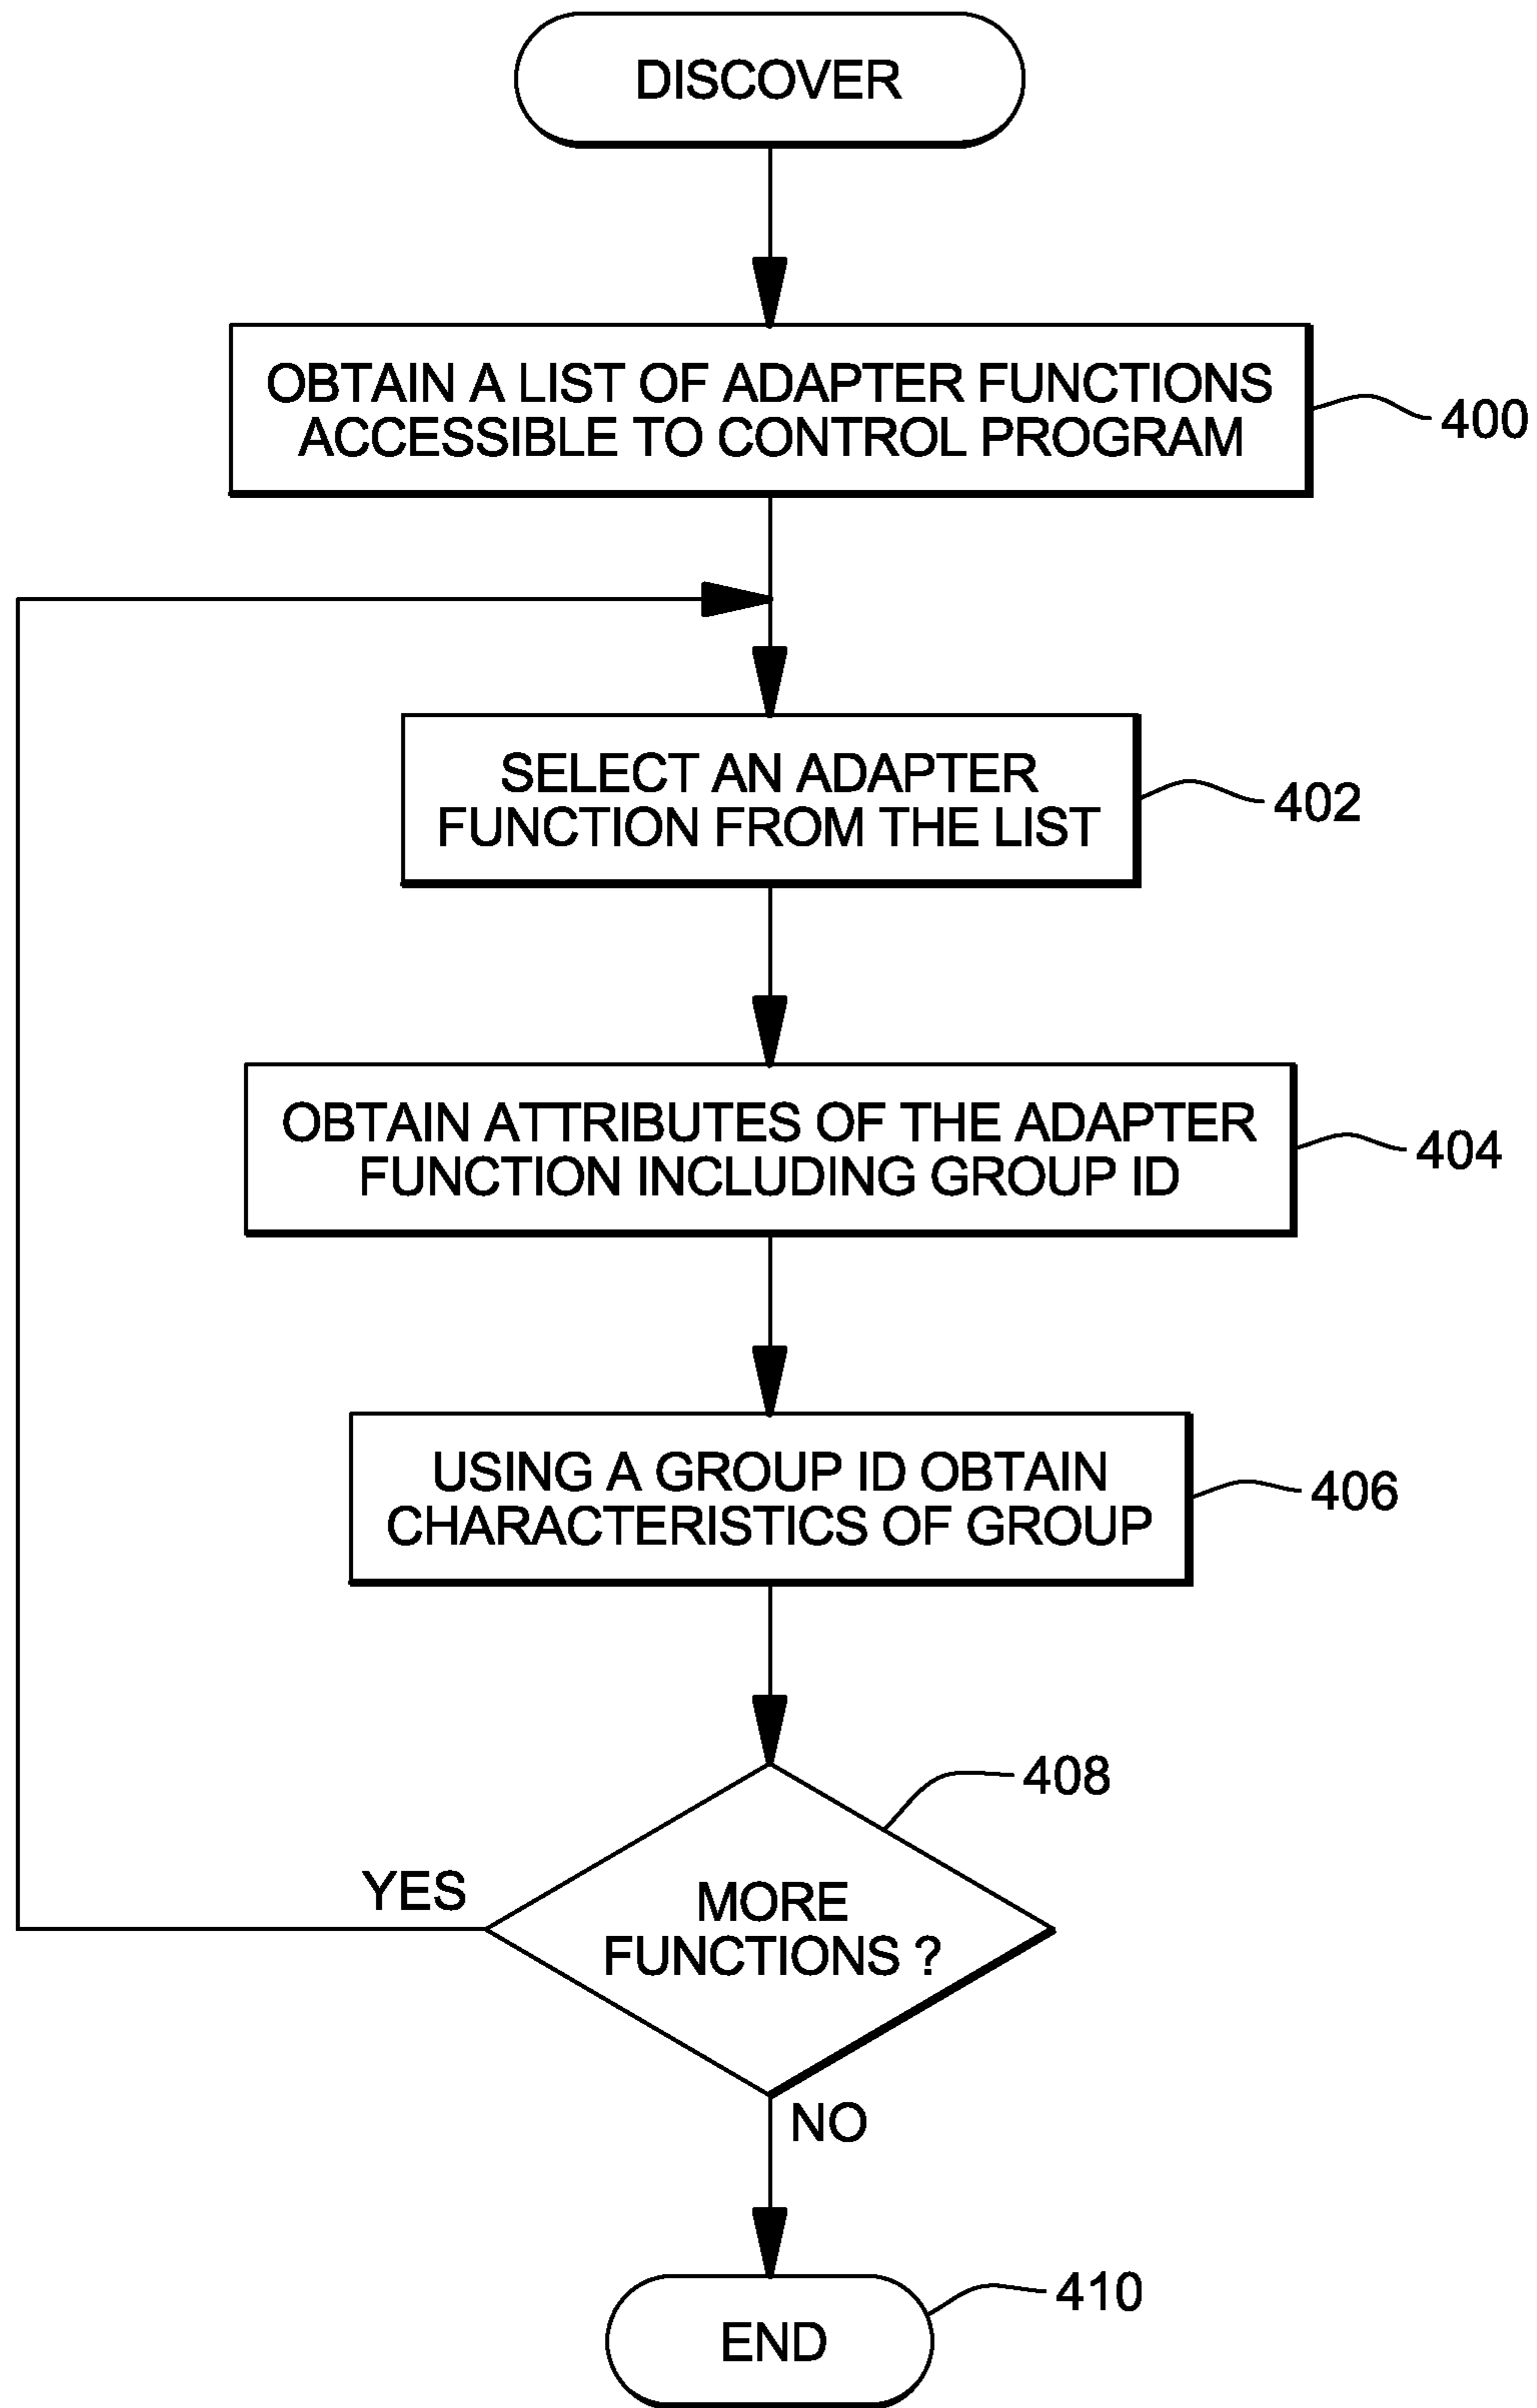 DISCOVER
OBTAIN A LIST OF ADAPTER FUNCTIONS
ACCESSIBLE TO CONTROL PROGRAM
400
SELECT AN ADAPTER
FUNCTION FROM THE LIST
402
OBTAIN ATTRIBUTES OF THE ADAPTER
FUNCTION INCLUDING GROUP ID
404
USING A GROUP ID OBTAIN
CHARACTERISTICS OF GROUP
406
408
YES
MORE
FUNCTIONS ?
NO
410
END